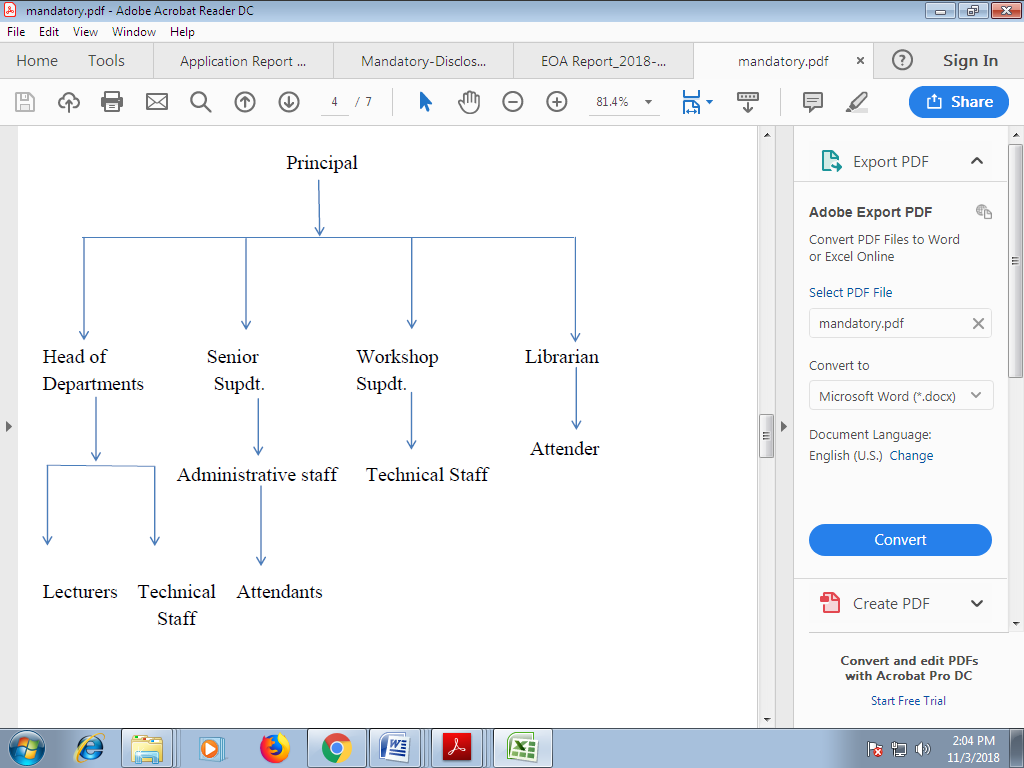 mandatory.pdf - Adobe Acrobat Reader DC
File Edit View Window Help
Home Tools Application Report ... Mandatory-Disclos... EOA Report_2018-... mandatory.pdf × ? Sign In
4 / 7 81.4% Share
Principal
Head of
Departments
Senior
Supdt.
Workshop
Supdt.
Librarian
Administrative staff
Technical Staff
Attender
Lecturers
Technical
Staff
Attendants
Export PDF
Adobe Export PDF
Convert PDF Files to Word
or Excel Online
Select PDF File
mandatory.pdf
Convert to
Microsoft Word (*.docx)
Document Language:
English (U.S.) Change
Convert
Create PDF
Convert and edit PDFs
with Acrobat Pro DC
Start Free Trial
2:04 PM
11/3/2018